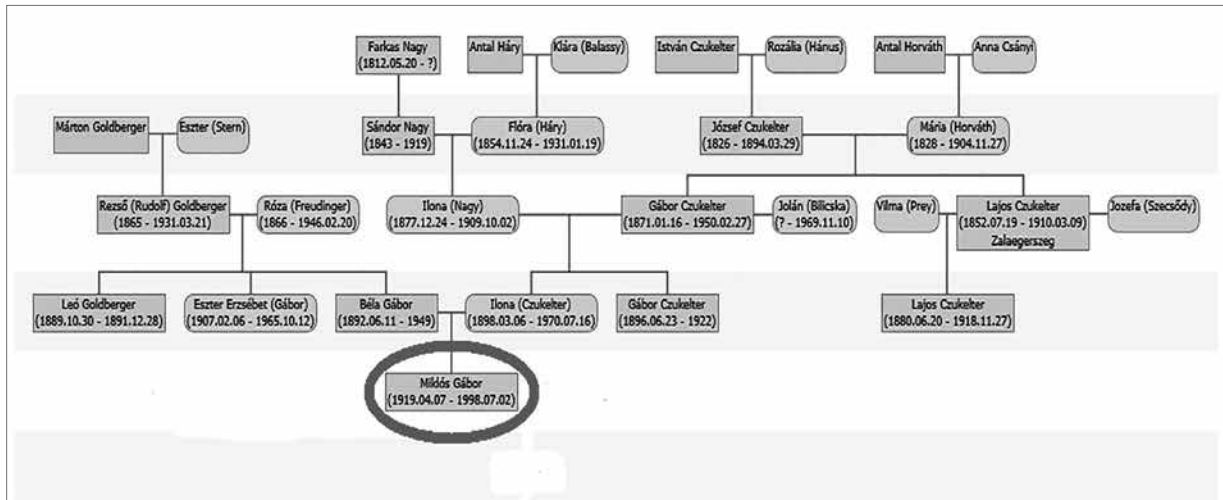 Farkas Nagy
(1812.05.20 - ?)
Antal Háry
Klára (Balassy)
István Czukelter
Rozália (Hánus)
Antal Horváth
Anna Csányi
Márton Goldberger
Eszter (Stern)
Sándor Nagy
(1843 - 1919)
Flóra (Háry)
(1854.11.24 - 1931.01.19)
József Czukelter
(1826 - 1894.03.29)
Mária (Horváth)
(1828 - 1904.11.27)
Rezső (Rudolf) Goldberger
(1865 - 1931.03.21)
Róza (Freudinger)
(1866 - 1946.02.20)
Ilona (Nagy)
(1877.12.24 - 1909.10.02)
Gábor Czukelter
(1871.01.16 - 1950.02.27)
Jolán (Bilicska)
(? - 1969.11.10)
Vilma (Prey)
Lajos Czukelter
(1852.07.19 - 1910.03.09)
Zalaegerszeg
Jozefa (Szecsődy)
Leó Goldberger
(1889.10.30 - 1891.12.28)
Eszter Erzsébet (Gábor)
(1907.02.06 - 1965.10.12)
Béla Gábor
(1892.06.11 - 1949)
Ilona (Czukelter)
(1898.03.06 - 1970.07.16)
Gábor Czukelter
(1896.06.23 - 1922)
Lajos Czukelter
(1880.06.20 - 1918.11.27)
Miklós Gábor
(1919.04.07 - 1998.07.02)